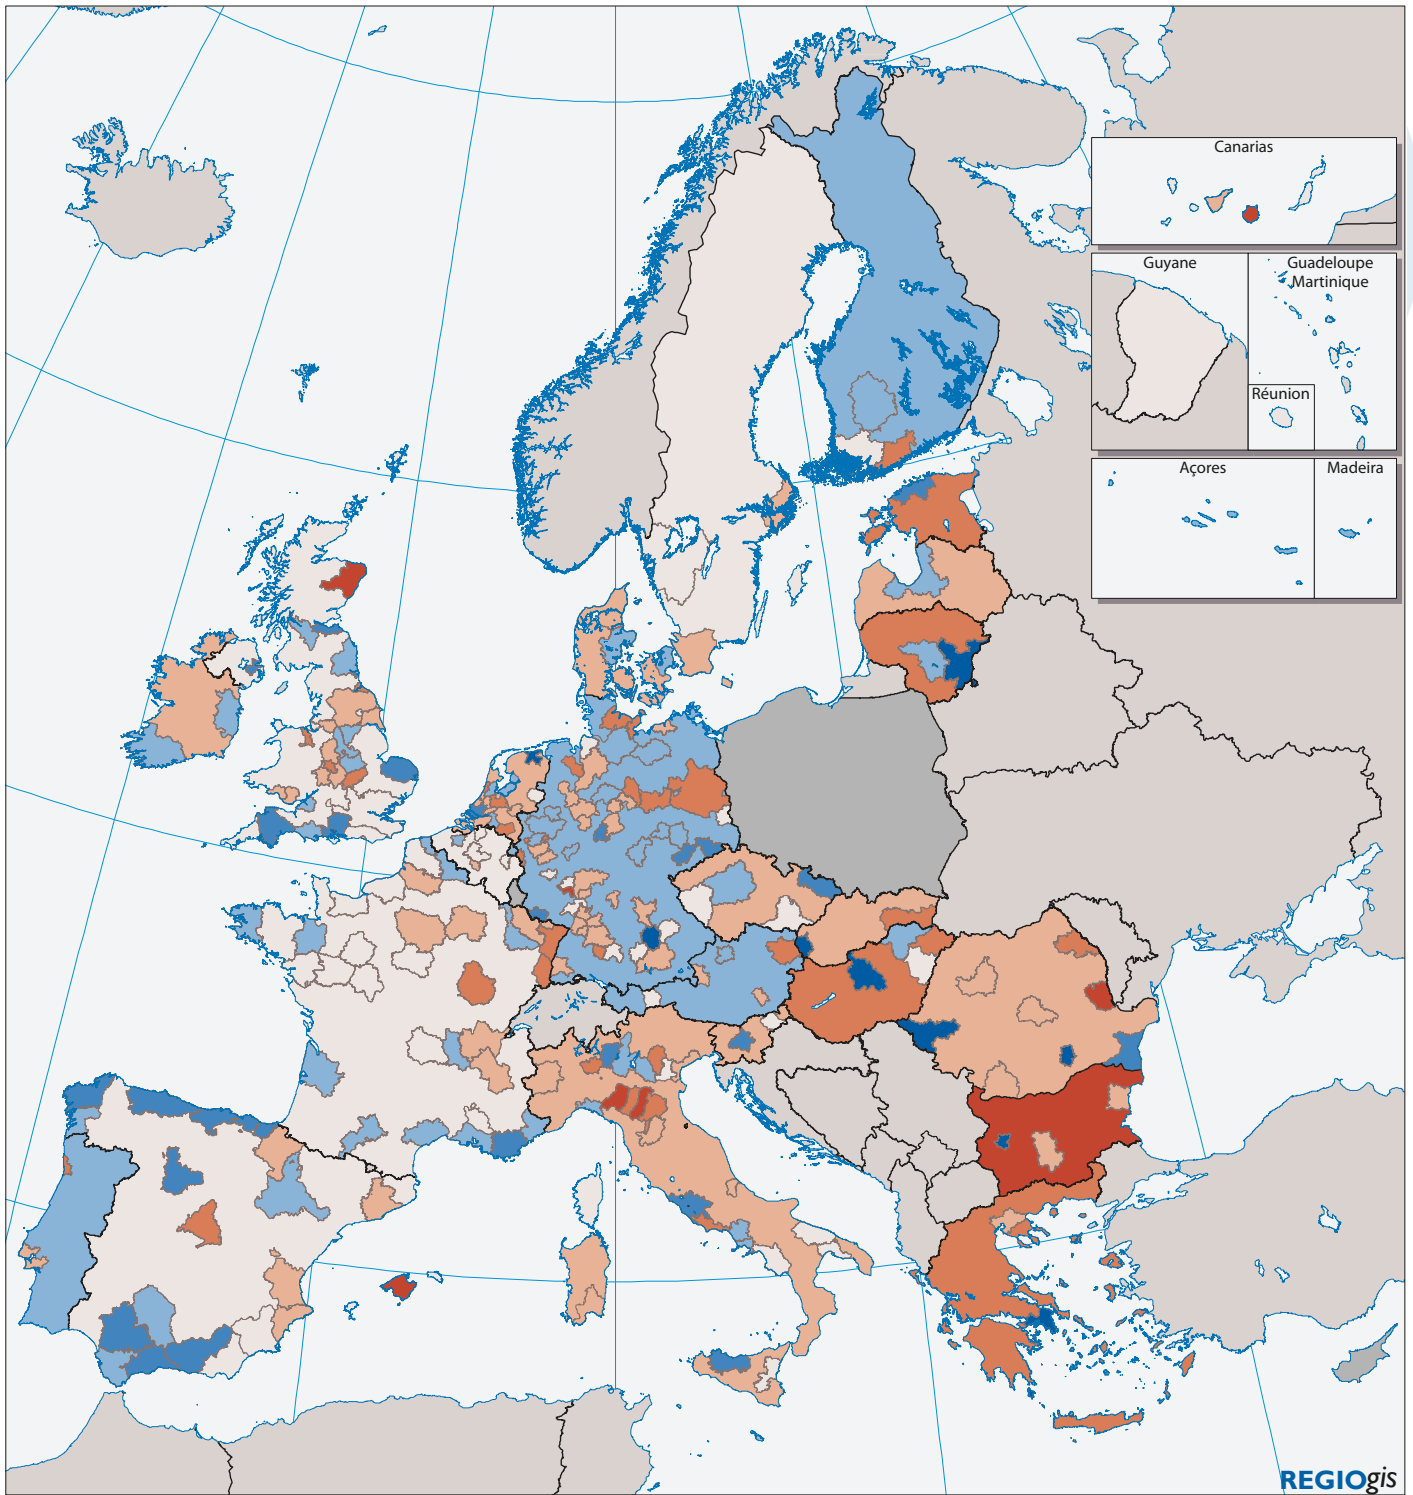 Canarias
Guyane
Guadeloupe
Martinique
Réunion
Açores
Madeira
REGIOgis